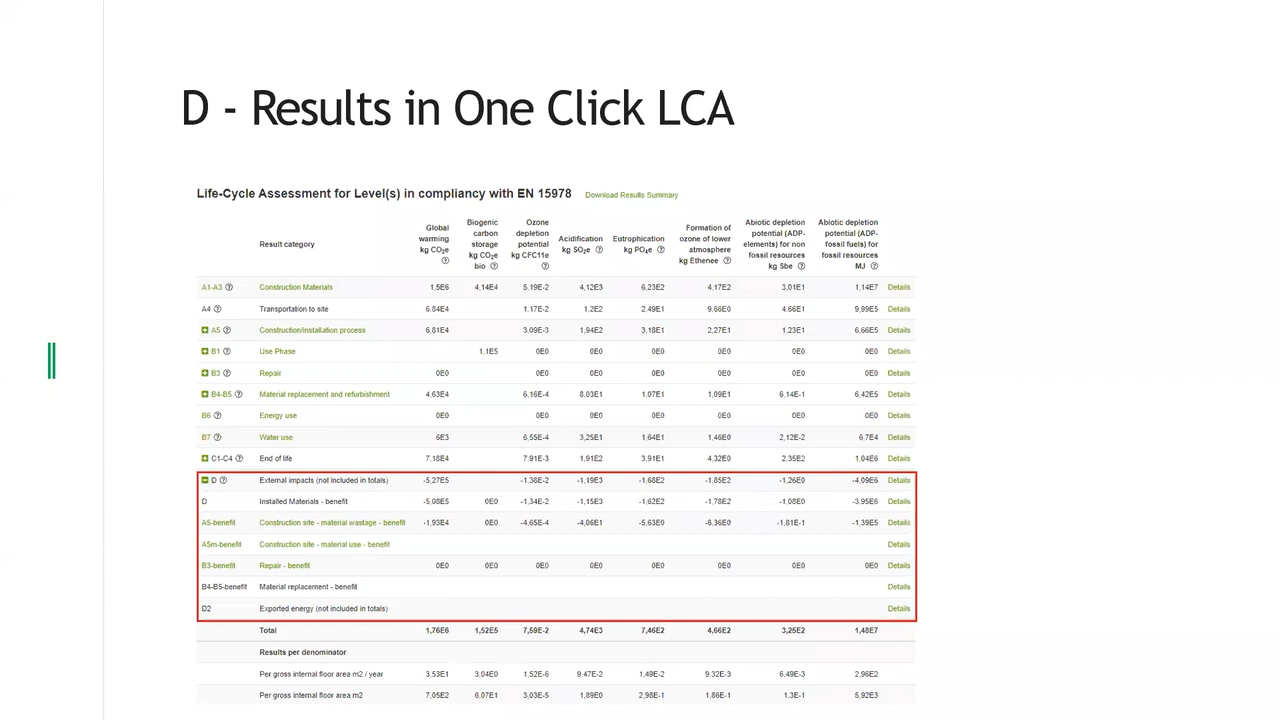 D - Results in One Click LCA
Life-Cycle Assessment for Level(s) in compliancy with EN 15978 Download Results Summary
Result category Global warming kg CO₂e ? Biogenic carbon storage kg CO₂e bio ? Ozone depletion potential kg CFC11e ? Acidification kg SO₂e ? Eutrophication kg PO₄e ? Formation of ozone of lower atmosphere kg Ethenee ? Abiotic depletion potential (ADP-elements) for non fossil resources kg Sbe ? Abiotic depletion potential (ADP-fossil fuels) for fossil resources MJ ?
A1-A3 ? Construction Materials 1,5E6 4,14E4 5,19E-2 4,12E3 6,23E2 4,17E2 3,01E1 1,14E7 Details
A4 ? Transportation to site 6,84E4 1,17E-2 1,2E2 2,49E1 9,66E0 4,66E1 9,99E5 Details
A5 ? Construction/installation process 6,81E4 3,09E-3 1,94E2 3,18E1 2,27E1 1,23E1 6,66E5 Details
B1 ? Use Phase 1,1E5 0E0 0E0 0E0 0E0 0E0 0E0 Details
B3 ? Repair 0E0 0E0 0E0 0E0 0E0 0E0 0E0 Details
B4-B5 ? Material replacement and refurbishment 4,63E4 6,16E-4 8,03E1 1,07E1 1,09E1 6,14E-1 6,42E5 Details
B6 ? Energy use 0E0 0E0 0E0 0E0 0E0 0E0 0E0 Details
B7 ? Water use 6E3 6,55E-4 3,25E1 1,64E1 1,46E0 2,12E-2 6,7E4 Details
C1-C4 ? End of life 7,18E4 7,91E-3 1,91E2 3,91E1 4,32E0 2,35E2 1,04E6 Details
D ? External impacts (not included in totals) -5,27E5 -1,38E-2 -1,19E3 -1,68E2 -1,85E2 -1,26E0 -4,09E6 Details
D Installed Materials - benefit -5,08E5 0E0 -1,34E-2 -1,15E3 -1,62E2 -1,78E2 -1,08E0 -3,95E6 Details
A5-benefit Construction site - material wastage - benefit -1,93E4 0E0 -4,65E-4 -4,06E1 -5,63E0 -6,36E0 -1,81E-1 -1,39E5 Details
A5m-benefit Construction site - material use - benefit Details
B3-benefit Repair - benefit 0E0 0E0 0E0 0E0 0E0 0E0 0E0 0E0 Details
B4-B5-benefit Material replacement - benefit Details
D2 Exported energy (not included in totals) Details
Total 1,76E6 1,52E5 7,59E-2 4,74E3 7,46E2 4,66E2 3,25E2 1,48E7
Results per denominator
Per gross internal floor area m2 / year 3,53E1 3,04E0 1,52E-6 9,47E-2 1,49E-2 9,32E-3 6,49E-3 2,96E2
Per gross internal floor area m2 7,05E2 6,07E1 3,03E-5 1,89E0 2,98E-1 1,86E-1 1,3E-1 5,92E3